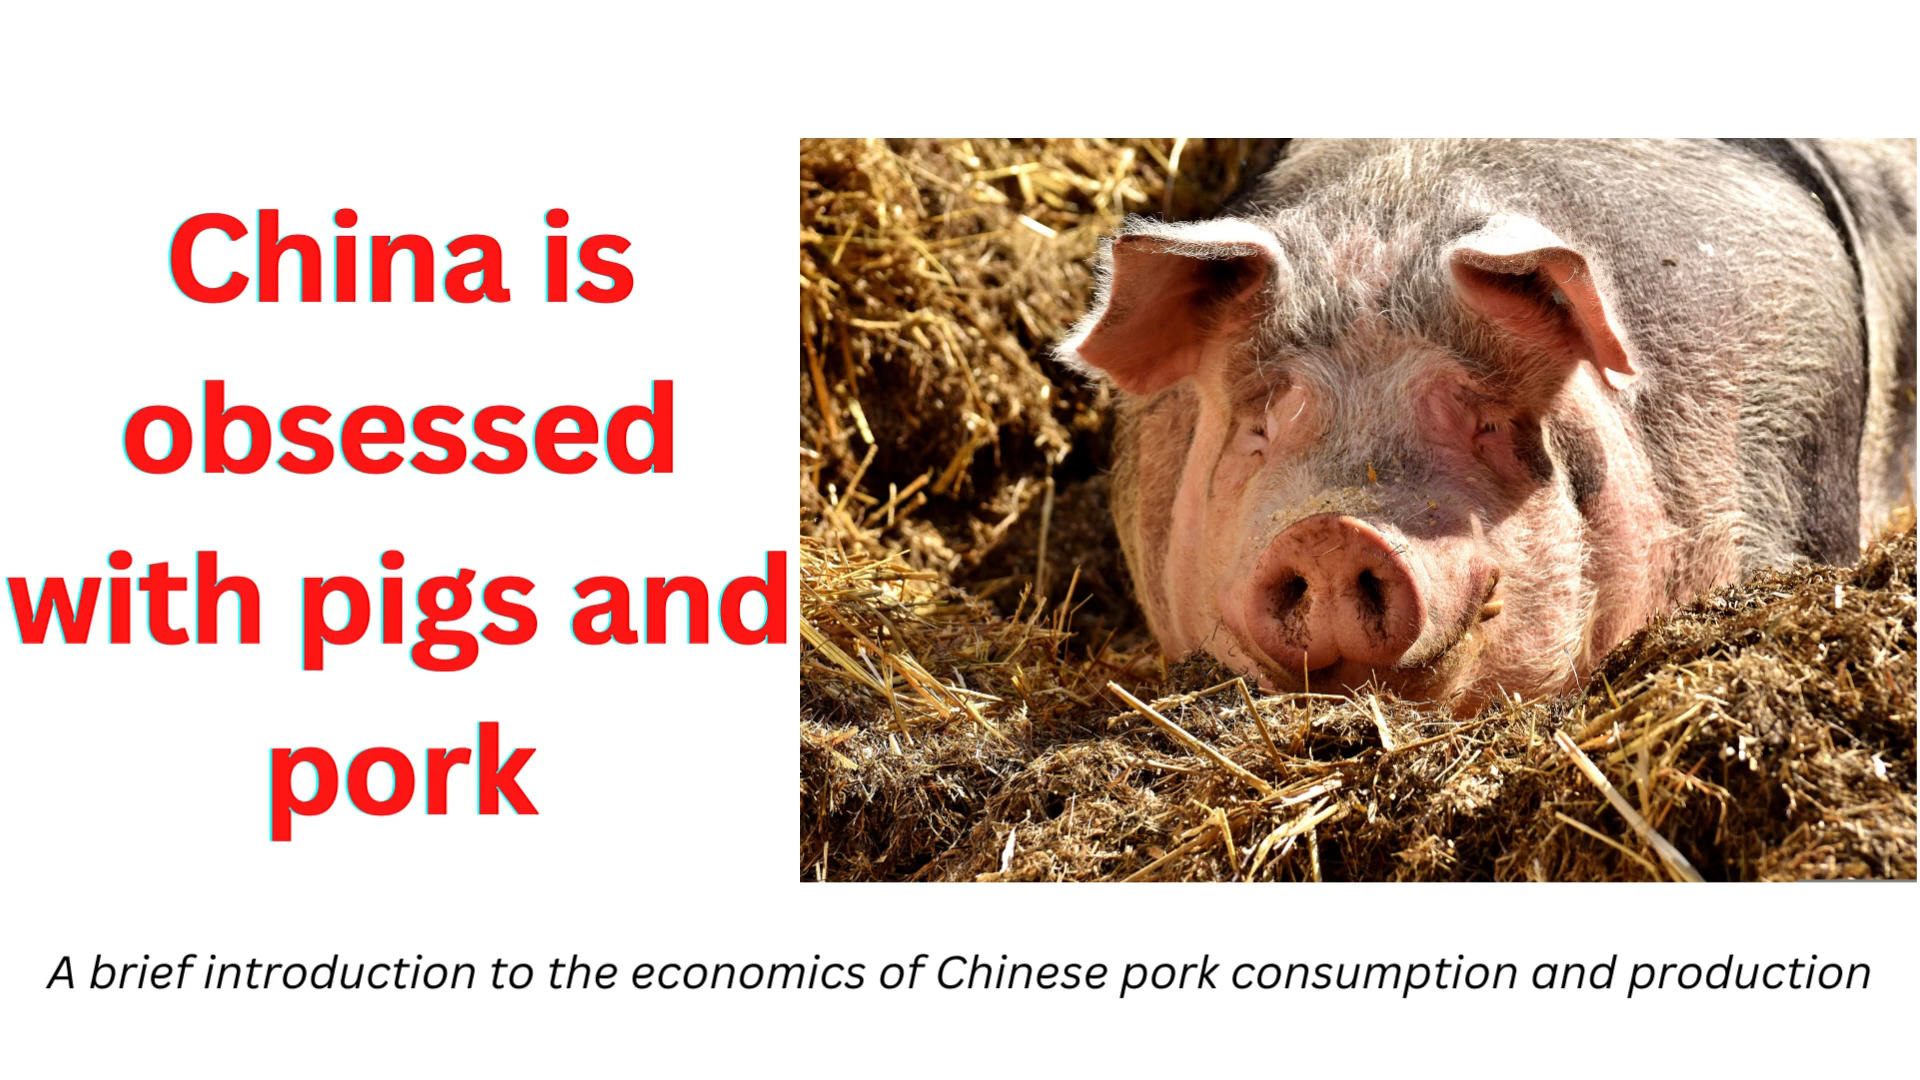 China is
obsessed
with pigs and
pork
A brief introduction to the economics of Chinese pork consumption and production